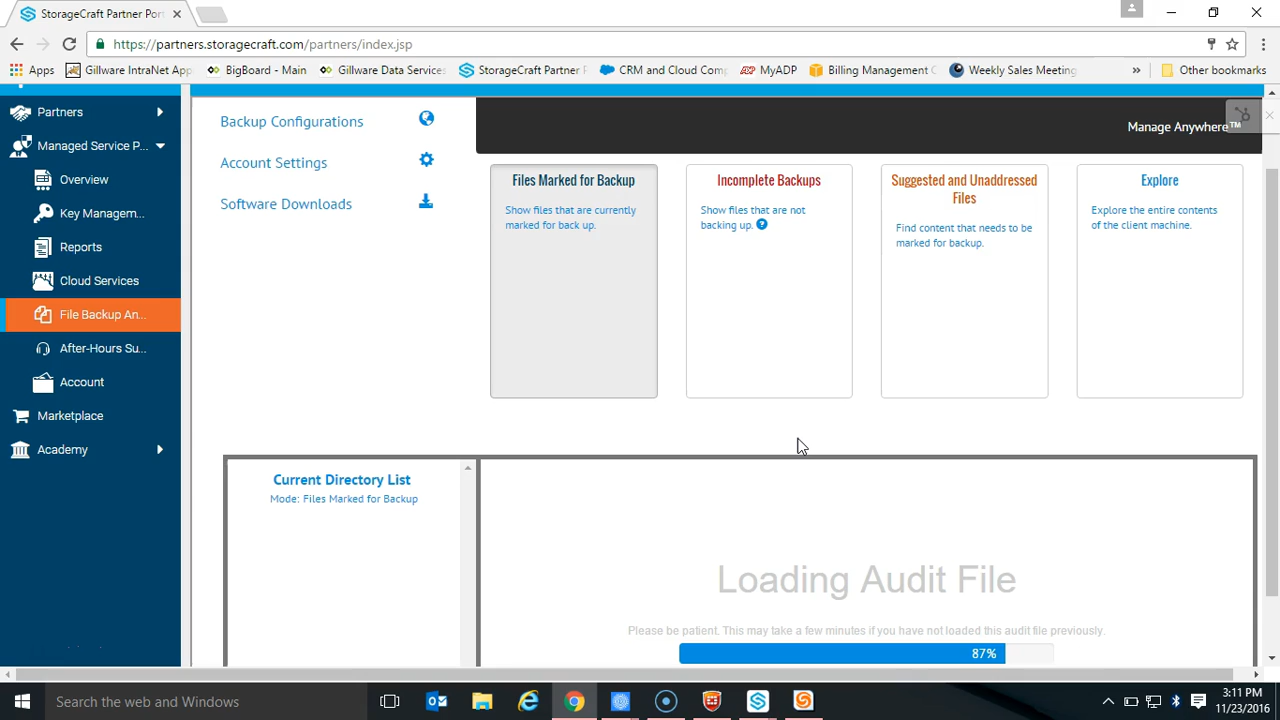 StorageCraft Partner Port
https://partners.storagecraft.com/partners/index.jsp
Apps
Gillware IntraNet App
BigBoard - Main
Gillware Data Services
StorageCraft Partner P
CRM and Cloud Comp
MyADP
ADP
Billing Management C
Weekly Sales Meeting
»
Other bookmarks
Partners
Managed Service P...
Overview
Key Managem...
Reports
Cloud Services
File Backup An...
After-Hours Su...
Account
Marketplace
Academy
Backup Configurations
Account Settings
Software Downloads
Manage Anywhere™
Files Marked for Backup
Show files that are currently
marked for back up.
Incomplete Backups
Show files that are not
backing up. ?
Suggested and Unaddressed
Files
Find content that needs to be
marked for backup.
Explore
Explore the entire contents
of the client machine.
Current Directory List
Mode: Files Marked for Backup
Loading Audit File
Please be patient. This may take a few minutes if you have not loaded this audit file previously.
87%
Search the web and Windows
3:11 PM
11/23/2016